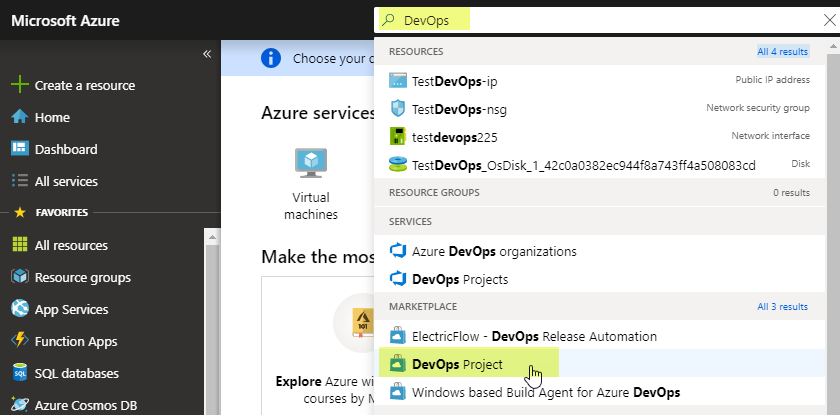 Microsoft Azure
DevOps
Create a resource
Home
Dashboard
All services
FAVORITES
All resources
Resource groups
App Services
Function Apps
SQL databases
Azure Cosmos DB
Choose your
Azure services
Virtual
machines
Make the mos
101
Explore Azure wi
courses by M
RESOURCES All 4 results
TestDevOps-ip Public IP address
TestDevOps-nsg Network security group
testdevops225 Network interface
TestDevOps_OsDisk_1_42c0a0382ec944f8a743ff4a508083cd Disk
RESOURCE GROUPS 0 results
SERVICES
Azure DevOps organizations
DevOps Projects
MARKETPLACE All 3 results
ElectricFlow - DevOps Release Automation
DevOps Project
Windows based Build Agent for Azure DevOps